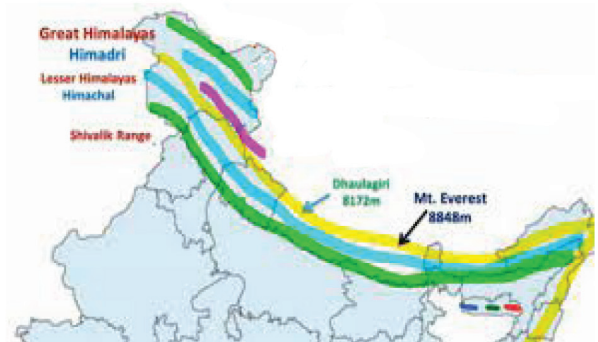 Great Himalayas
Himadri
Lesser Himalayas
Himachal
Shivalik Range
Dhaulagiri
8172m
Mt. Everest
8848m